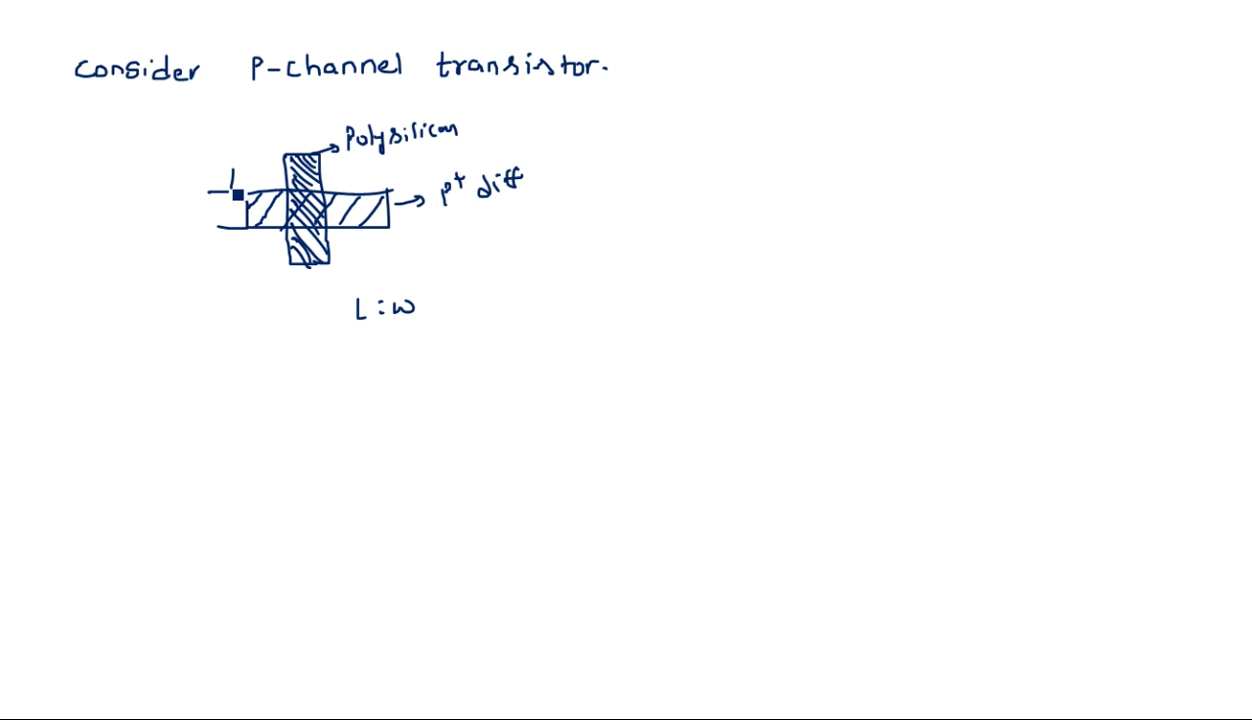 consider P-channel transistor.
Polysilicon
P+ diff
L : W